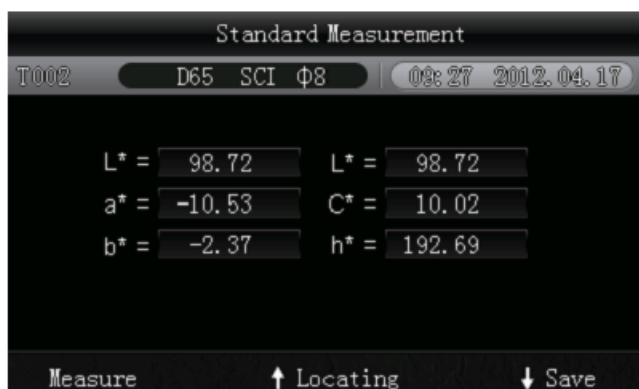 Standard Measurement
T002 D65 SCI Φ8 09:27 2012.04.17
L* = 98.72 L* = 98.72
a* = -10.53 C* = 10.02
b* = -2.37 h* = 192.69
Measure ↑ Locating ↓ Save